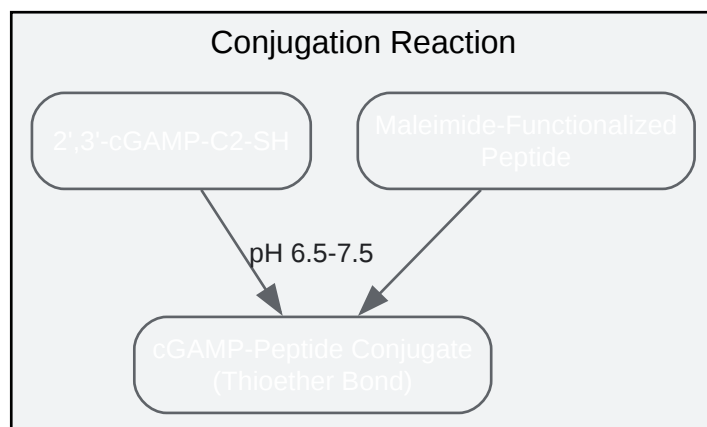 Conjugation Reaction
2',3'-cGAMP-C2-SH
Maleimide-Functionalized
Peptide
pH 6.5-7.5
cGAMP-Peptide Conjugate
(Thioether Bond)